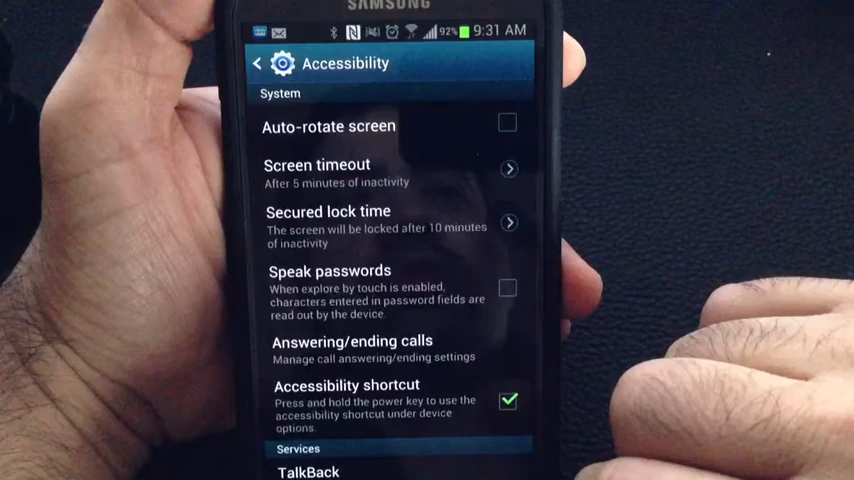 SAMSUNG
92% 9:31 AM
Accessibility
System
Auto-rotate screen
Screen timeout
After 5 minutes of inactivity
Secured lock time
The screen will be locked after 10 minutes
of inactivity
Speak passwords
When explore by touch is enabled,
characters entered in password fields are
read out by the device.
Answering/ending calls
Manage call answering/ending settings
Accessibility shortcut
Press and hold the power key to use the
accessibility shortcut under device
options.
Services
TalkBack